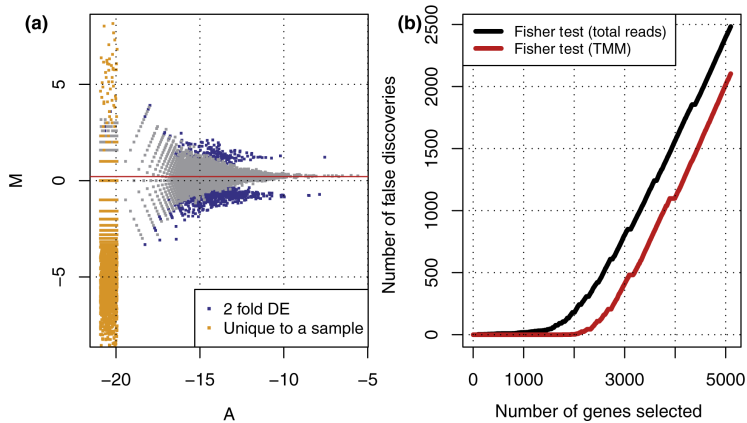 (a)
M
5
0
−5
2 fold DE
Unique to a sample
−20 −15 −10 −5
A
(b)
Number of false discoveries
2500
2000
1500
1000
500
0
Fisher test (total reads)
Fisher test (TMM)
0 1000 3000 5000
Number of genes selected